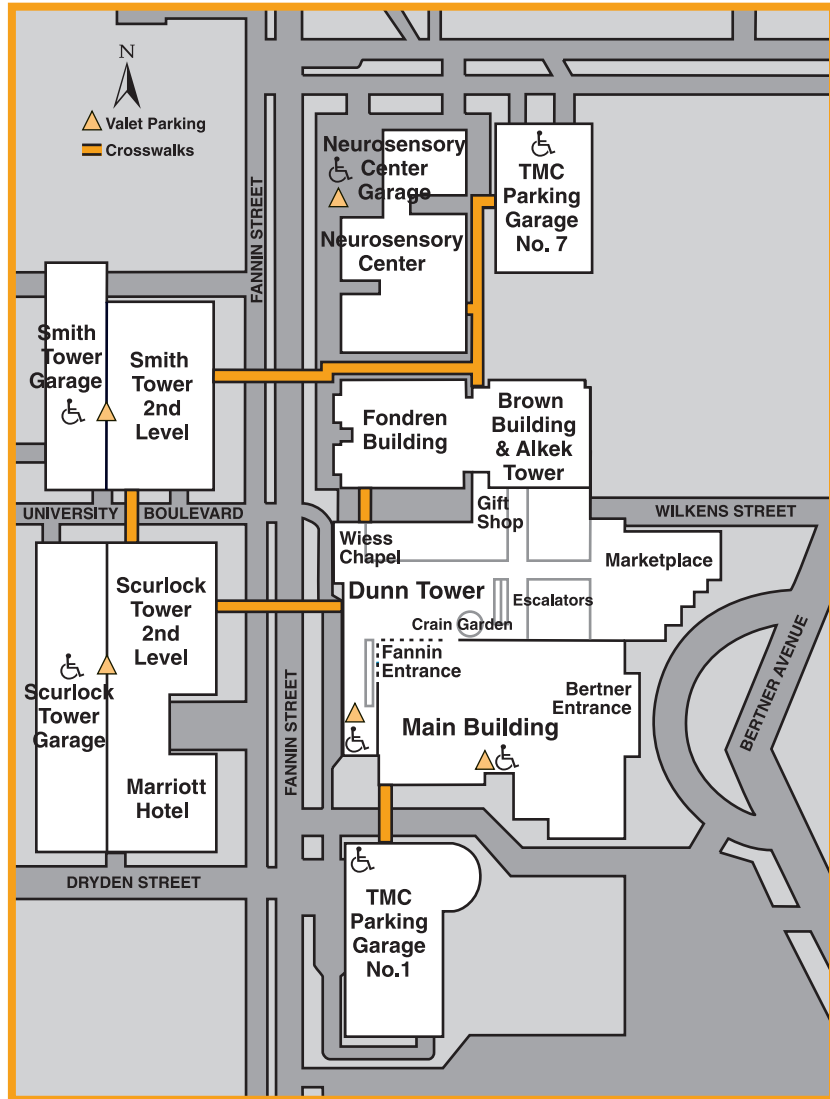 N
Valet Parking
Crosswalks
FANNIN STREET
Neurosensory
Center
Garage
Neurosensory
Center
TMC
Parking
Garage
No. 7
Smith
Tower
Garage
Smith
Tower
2nd
Level
Fondren
Building
Brown
Building
& Alkek
Tower
UNIVERSITY BOULEVARD
Gift
Shop
WILKENS STREET
Wiess
Chapel
Marketplace
Dunn Tower
Escalators
Crain Garden
Scurlock
Tower
2nd
Level
Scurlock
Tower
Garage
Fannin
Entrance
Bertner
Entrance
BERTNER AVENUE
FANNIN STREET
Main Building
Marriott
Hotel
DRYDEN STREET
TMC
Parking
Garage
No.1